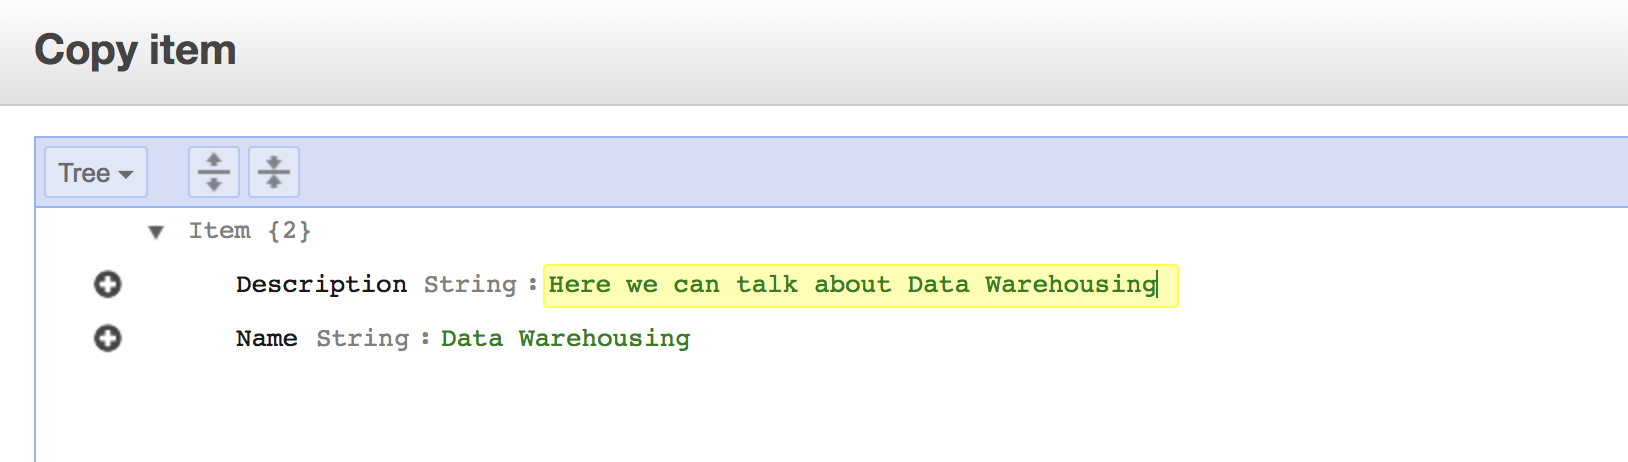 Copy item
Tree
Item {2}
Description String : Here we can talk about Data Warehousing
Name String : Data Warehousing